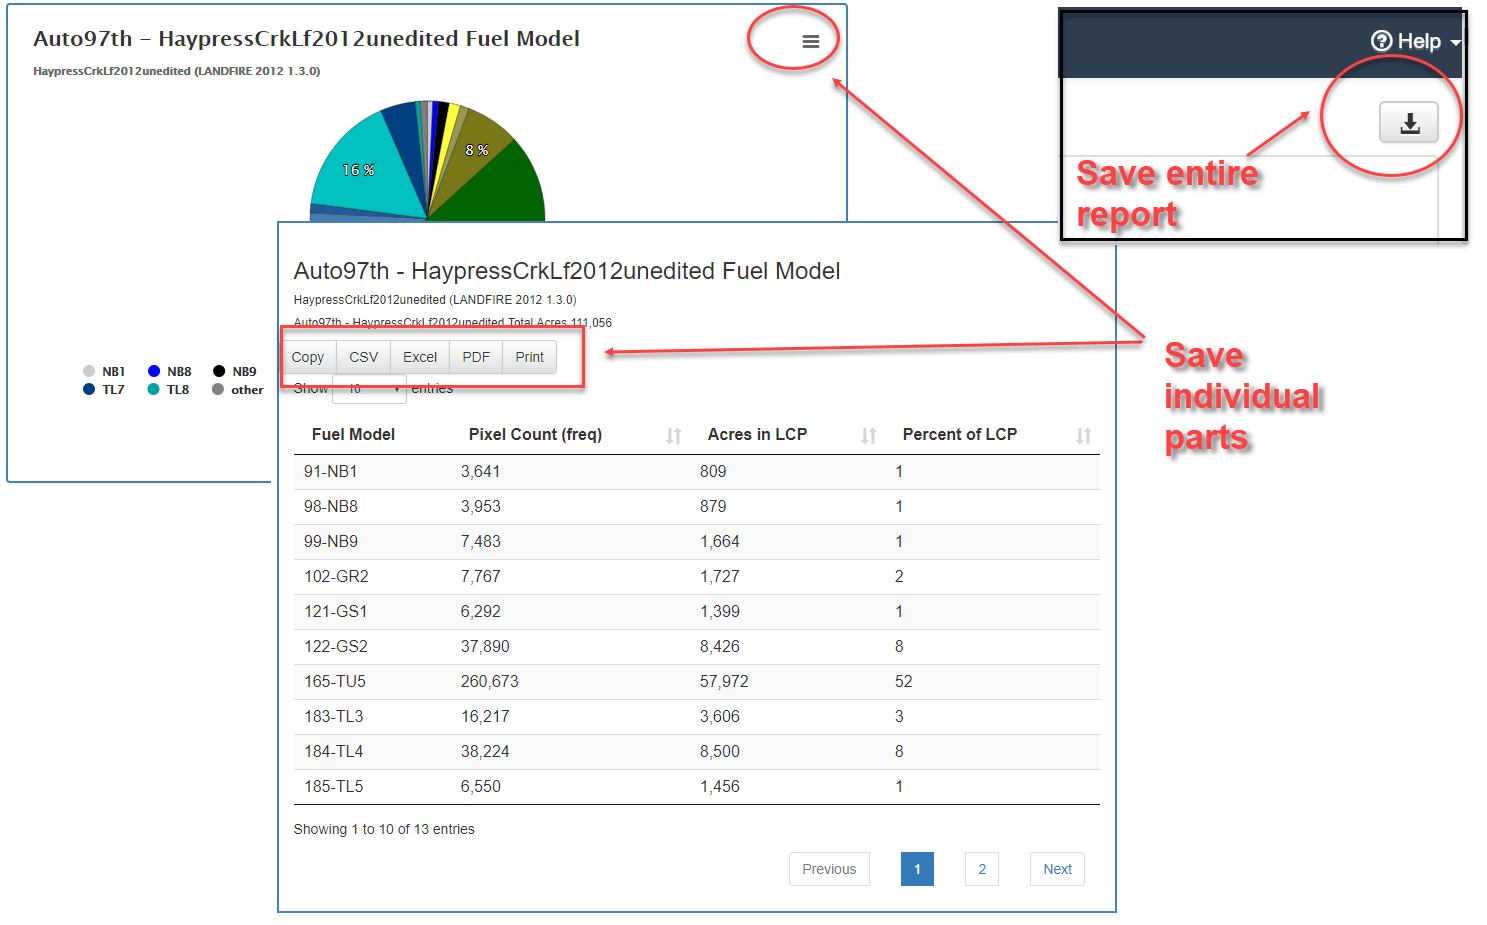 Auto97th - HaypressCrkLf2012unedited Fuel Model
HaypressCrkLf2012unedited (LANDFIRE 2012 1.3.0)
16 %
8 %
NB1 NB8 NB9
TL7 TL8 other
Help
Save entire
report
Auto97th - HaypressCrkLf2012unedited Fuel Model
HaypressCrkLf2012unedited (LANDFIRE 2012 1.3.0)
Auto97th - HaypressCrkLf2012unedited Total Acres 111,056
Copy CSV Excel PDF Print
Show 10 entries
Save
individual
parts
Fuel Model Pixel Count (freq) Acres in LCP Percent of LCP
91-NB1 3,641 809 1
98-NB8 3,953 879 1
99-NB9 7,483 1,664 1
102-GR2 7,767 1,727 2
121-GS1 6,292 1,399 1
122-GS2 37,890 8,426 8
165-TU5 260,673 57,972 52
183-TL3 16,217 3,606 3
184-TL4 38,224 8,500 8
185-TL5 6,550 1,456 1
Showing 1 to 10 of 13 entries
Previous 1 2 Next